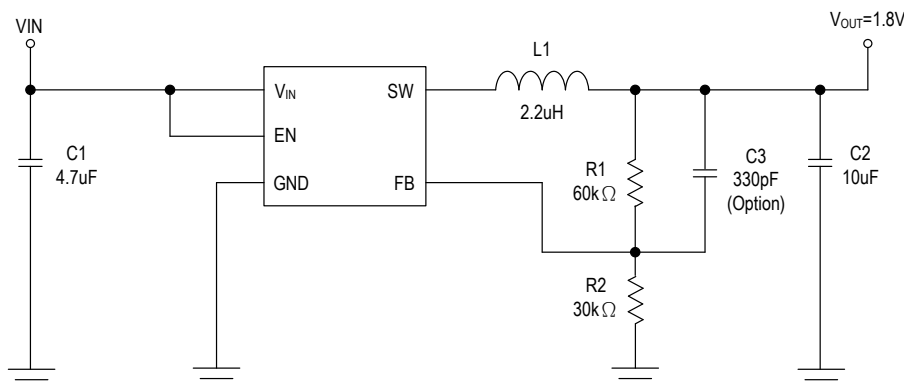 VIN
VOUT=1.8V
L1
2.2uH
VIN
SW
EN
GND
FB
C1
4.7uF
R1
60kΩ
C3
330pF
(Option)
C2
10uF
R2
30kΩ